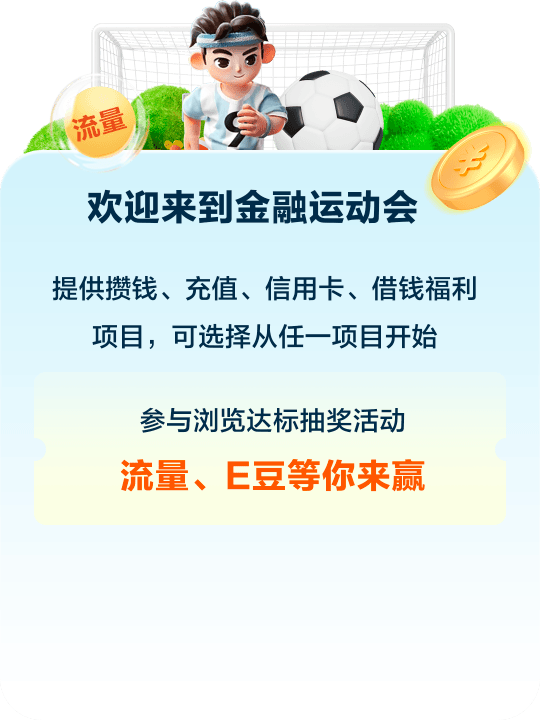 流量
¥
欢迎来到金融运动会
提供攒钱、充值、信用卡、借钱福利
项目，可选择从任一项目开始
参与浏览达标抽奖活动
流量、E豆等你来赢